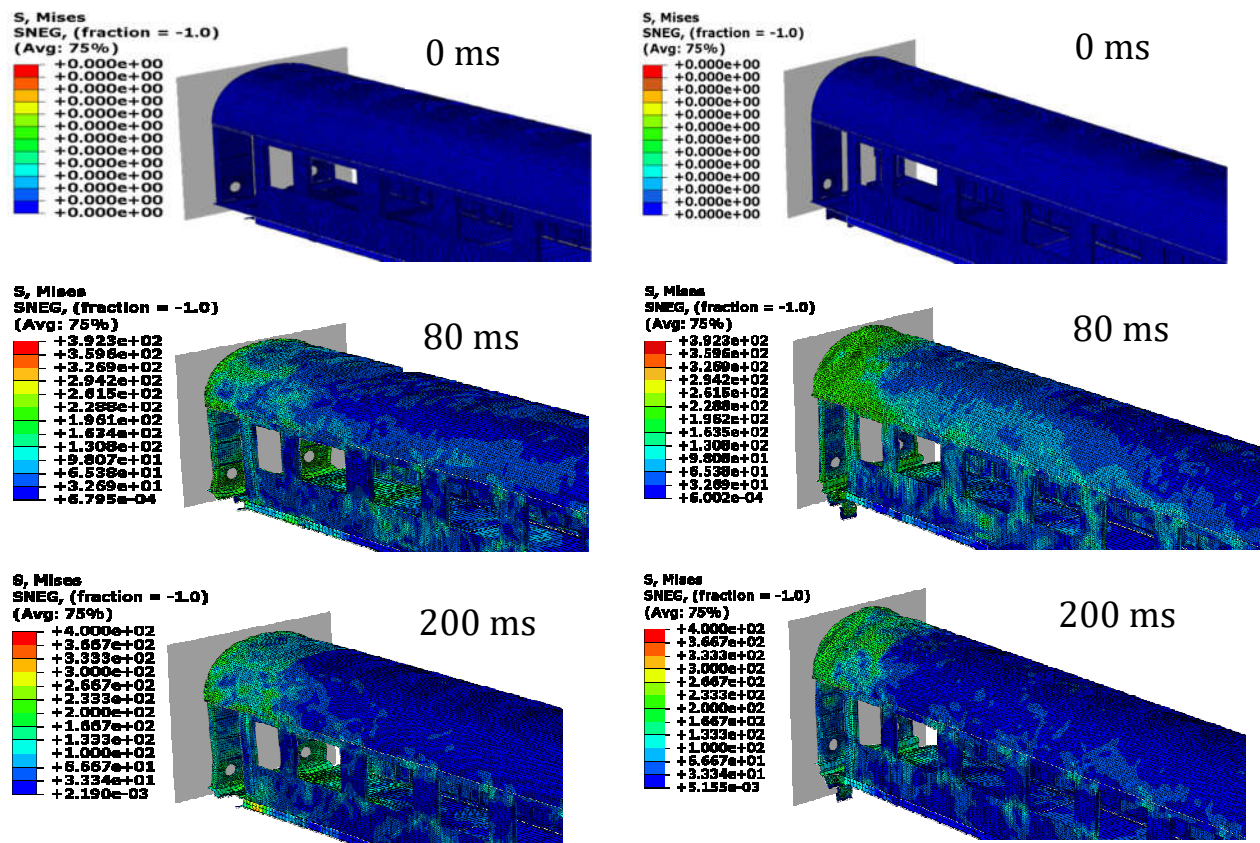 S, Mises
SNEG, (fraction = -1.0)
(Avg: 75%)
+0.000e+00
+0.000e+00
+0.000e+00
+0.000e+00
+0.000e+00
+0.000e+00
+0.000e+00
+0.000e+00
+0.000e+00
+0.000e+00
+0.000e+00
+0.000e+00
+0.000e+00
0 ms
S, Mises
SNEG, (fraction = -1.0)
(Avg: 75%)
+0.000e+00
+0.000e+00
+0.000e+00
+0.000e+00
+0.000e+00
+0.000e+00
+0.000e+00
+0.000e+00
+0.000e+00
+0.000e+00
+0.000e+00
+0.000e+00
+0.000e+00
0 ms
S, Mises
SNEG, (fraction = -1.0)
(Avg: 75%)
+3.923e+02
+3.596e+02
+3.269e+02
+2.942e+02
+2.615e+02
+2.288e+02
+1.961e+02
+1.634e+02
+1.308e+02
+9.807e+01
+6.538e+01
+3.269e+01
+6.795e-04
80 ms
S, Mises
SNEG, (fraction = -1.0)
(Avg: 75%)
+3.923e+02
+3.596e+02
+3.269e+02
+2.942e+02
+2.615e+02
+2.288e+02
+1.962e+02
+1.635e+02
+1.308e+02
+9.808e+01
+6.538e+01
+3.269e+01
+6.002e-04
80 ms
S, Mises
SNEG, (fraction = -1.0)
(Avg: 75%)
+4.000e+02
+3.667e+02
+3.333e+02
+3.000e+02
+2.667e+02
+2.333e+02
+2.000e+02
+1.667e+02
+1.333e+02
+1.000e+02
+6.667e+01
+3.334e+01
+2.190e-03
200 ms
S, Mises
SNEG, (fraction = -1.0)
(Avg: 75%)
+4.000e+02
+3.667e+02
+3.333e+02
+3.000e+02
+2.667e+02
+2.333e+02
+2.000e+02
+1.667e+02
+1.333e+02
+1.000e+02
+6.667e+01
+3.334e+01
+5.155e-03
200 ms